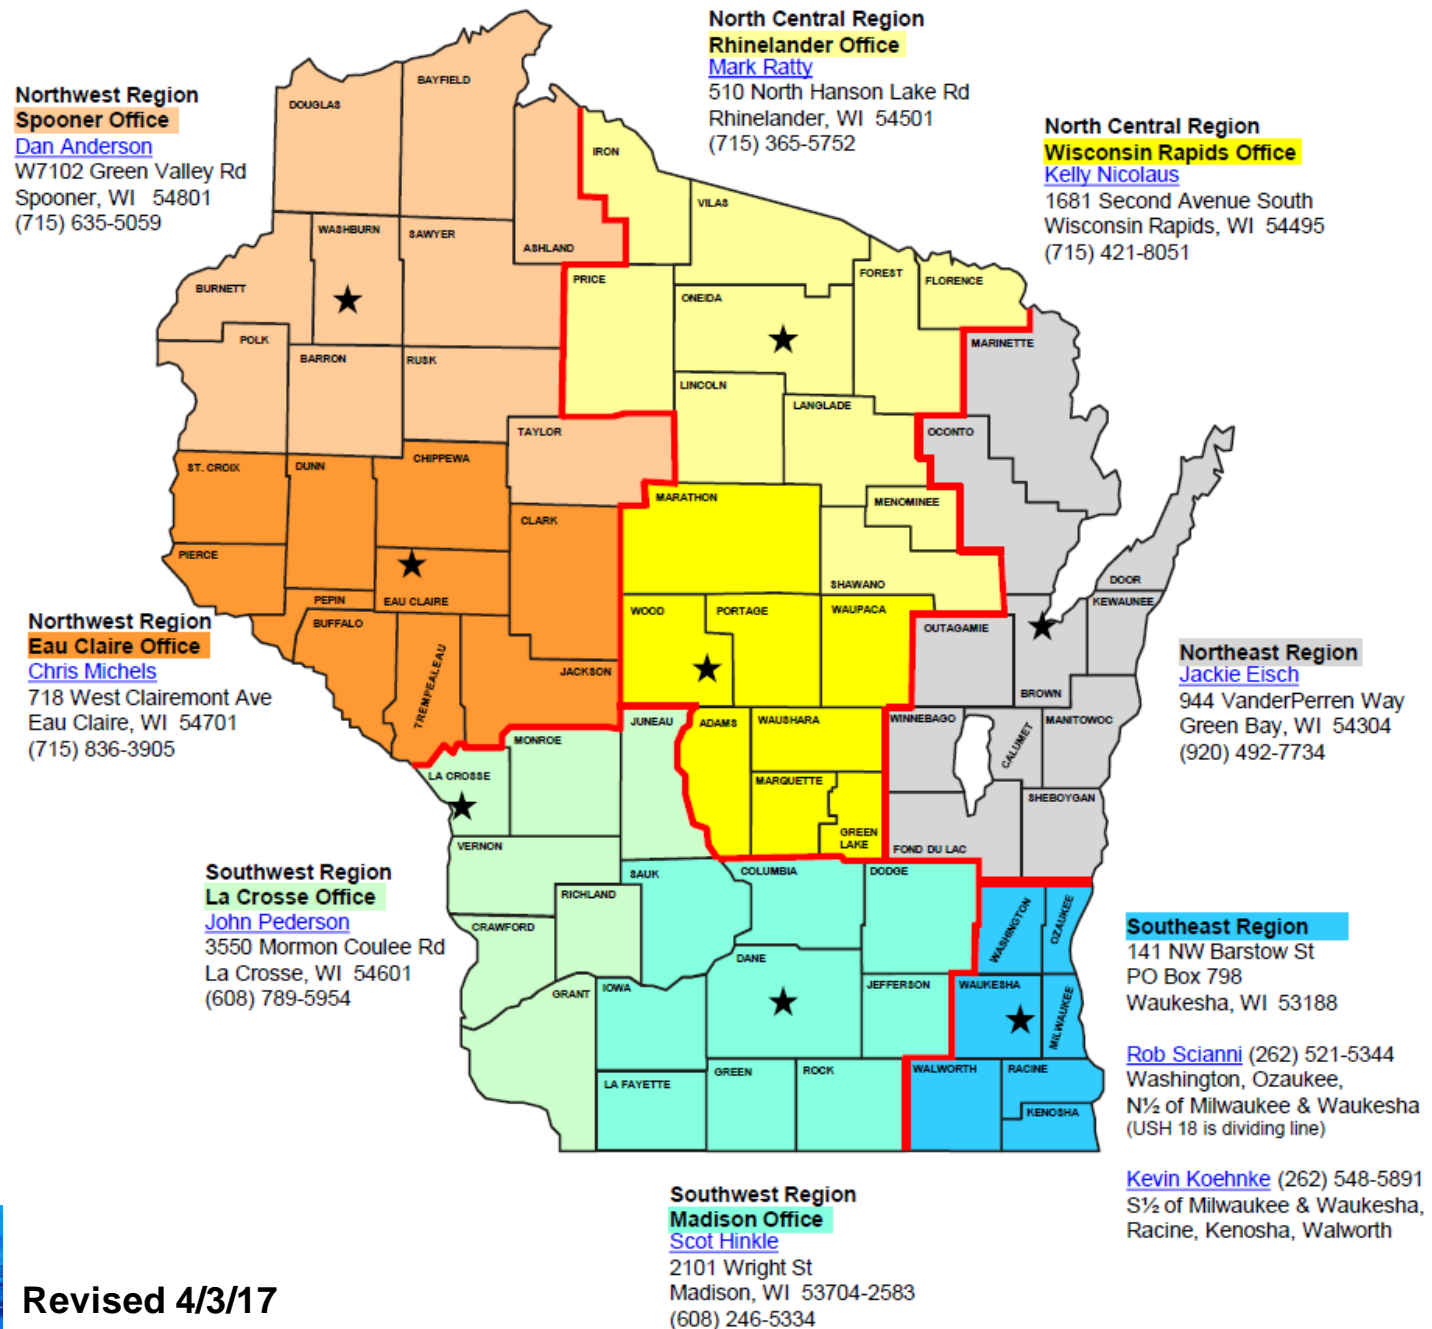 North Central Region
Rhinelander Office
Mark Ratty
510 North Hanson Lake Rd
Rhinelander, WI  54501
(715) 365-5752
Northwest Region
Spooner Office
Dan Anderson
W7102 Green Valley Rd
Spooner, WI  54801
(715) 635-5059
North Central Region
Wisconsin Rapids Office
Kelly Nicolaus
1681 Second Avenue South
Wisconsin Rapids, WI  54495
(715) 421-8051
BAYFIELD
DOUGLAS
IRON
VILAS
WASHBURN
SAWYER
ASHLAND
PRICE
FOREST
FLORENCE
BURNETT
ONEIDA
POLK
BARRON
RUSK
MARINETTE
LINCOLN
LANGLADE
TAYLOR
OCONTO
ST. CROIX
DUNN
CHIPPEWA
MARATHON
MENOMINEE
CLARK
PIERCE
SHAWANO
DOOR
PEPIN
EAU CLAIRE
KEWAUNEE
BUFFALO
WOOD
PORTAGE
WAUPACA
OUTAGAMIE
TREMPEALEAU
JACKSON
BROWN
JUNEAU
ADAMS
WAUSHARA
WINNEBAGO
CALUMET
MANITOWOC
MONROE
LA CROSSE
MARQUETTE
SHEBOYGAN
GREEN
LAKE
VERNON
FOND DU LAC
SAUK
COLUMBIA
DODGE
RICHLAND
CRAWFORD
WASHINGTON
OZAUKEE
DANE
GRANT
IOWA
JEFFERSON
WAUKESHA
MILWAUKEE
LA FAYETTE
GREEN
ROCK
WALWORTH
RACINE
KENOSHA
Northwest Region
Eau Claire Office
Chris Michels
718 West Clairemont Ave
Eau Claire, WI  54701
(715) 836-3905
Northeast Region
Jackie Eisch
944 VanderPerren Way
Green Bay, WI  54304
(920) 492-7734
Southwest Region
La Crosse Office
John Pederson
3550 Mormon Coulee Rd
La Crosse, WI  54601
(608) 789-5954
Southeast Region
141 NW Barstow St
PO Box 798
Waukesha, WI  53188
Rob Scianni (262) 521-5344
Washington, Ozaukee,
N½ of Milwaukee & Waukesha
(USH 18 is dividing line)
Kevin Koehnke (262) 548-5891
S½ of Milwaukee & Waukesha,
Racine, Kenosha, Walworth
Southwest Region
Madison Office
Scot Hinkle
2101 Wright St
Madison, WI  53704-2583
(608) 246-5334
Revised 4/3/17